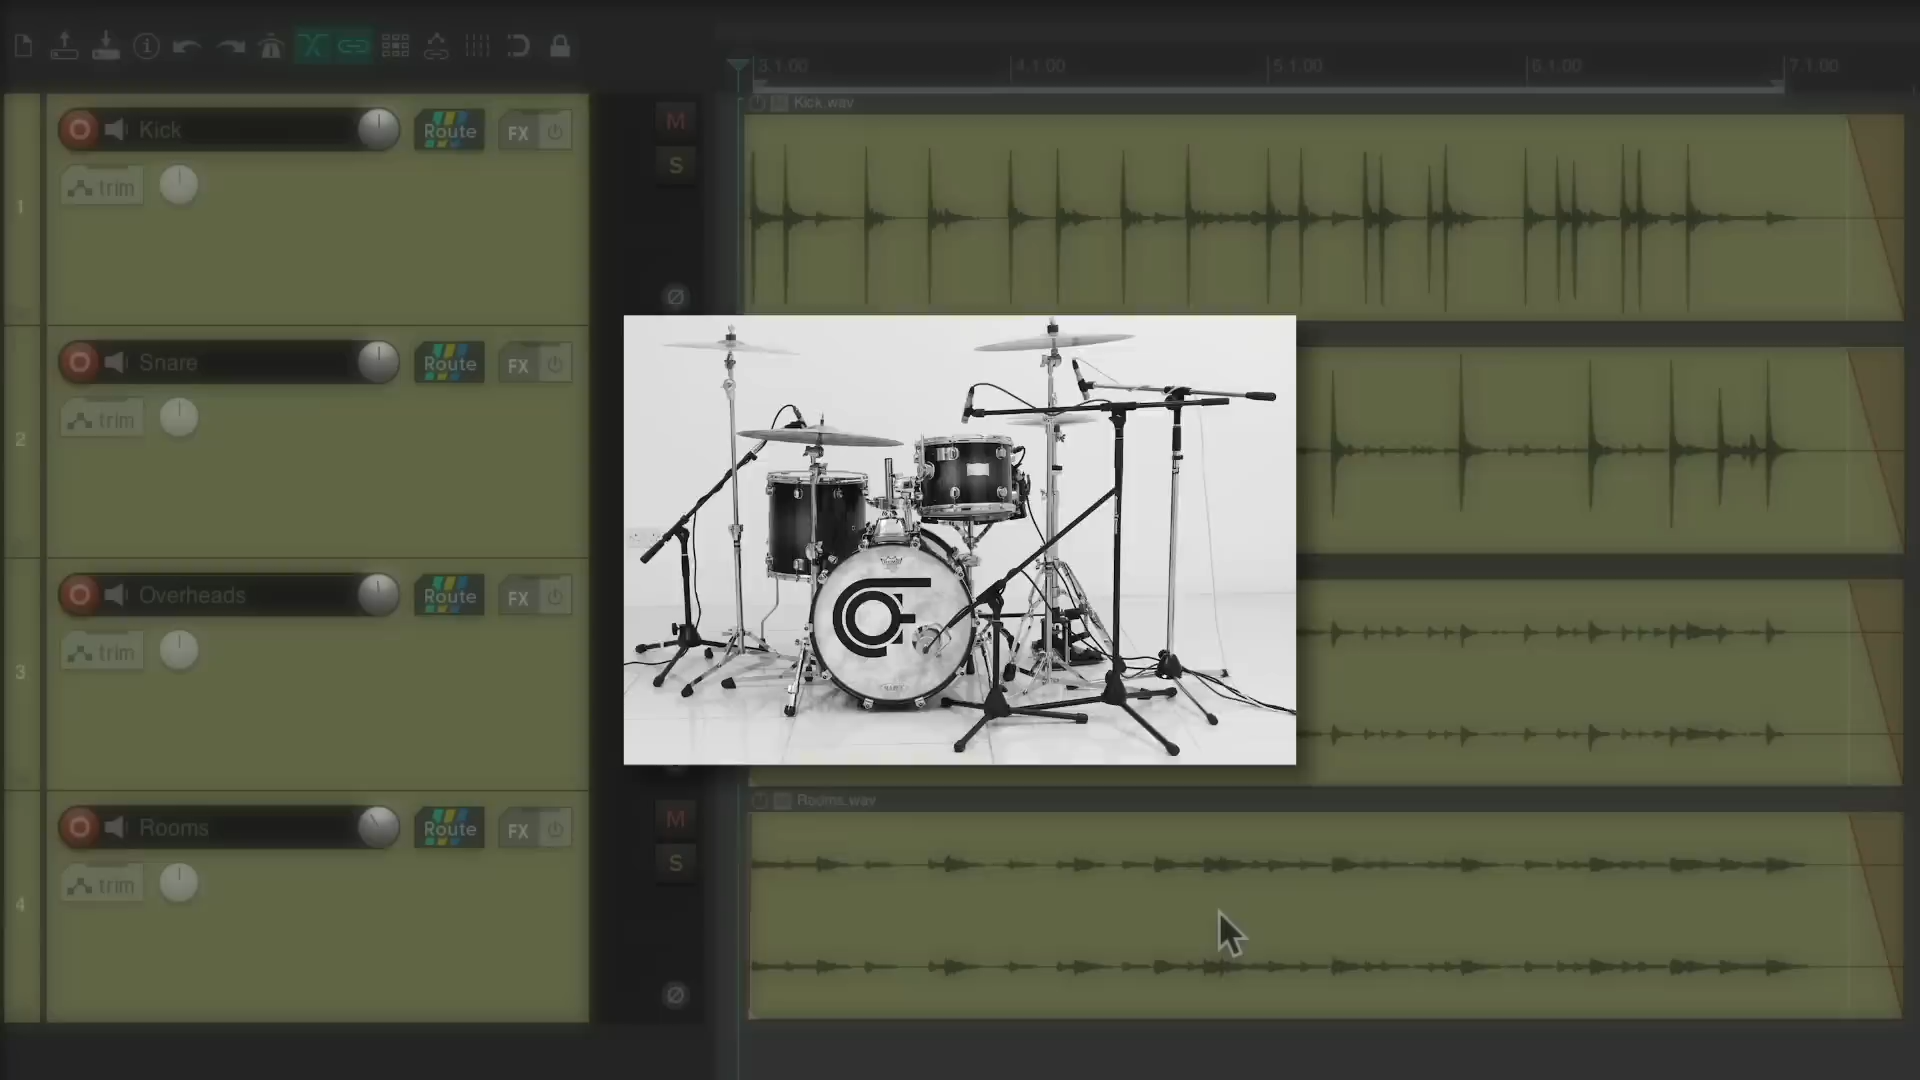 3.1.00 4.1.00 5.1.00 6.1.00 7.1.00
Kick.wav
1 Kick Route FX M
trim S
Ø
2 Snare Route FX
trim
3 Overheads Route FX
trim
Rooms.wav
4 Rooms Route FX M
trim S
Ø